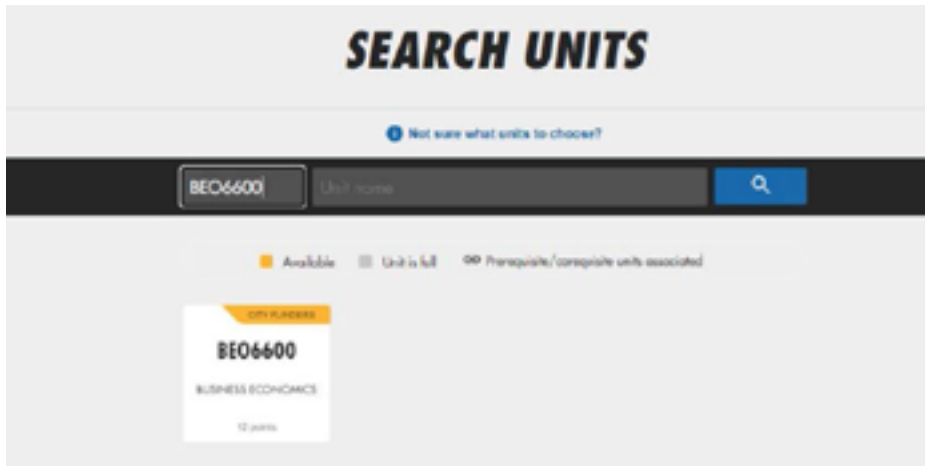 SEARCH UNITS
Not sure what units to choose?
BEO6600 Unit name
Available Unit is full Prerequisite/corequisite units associated
CITY FLINDERS
BEO6600
BUSINESS ECONOMICS
12 points